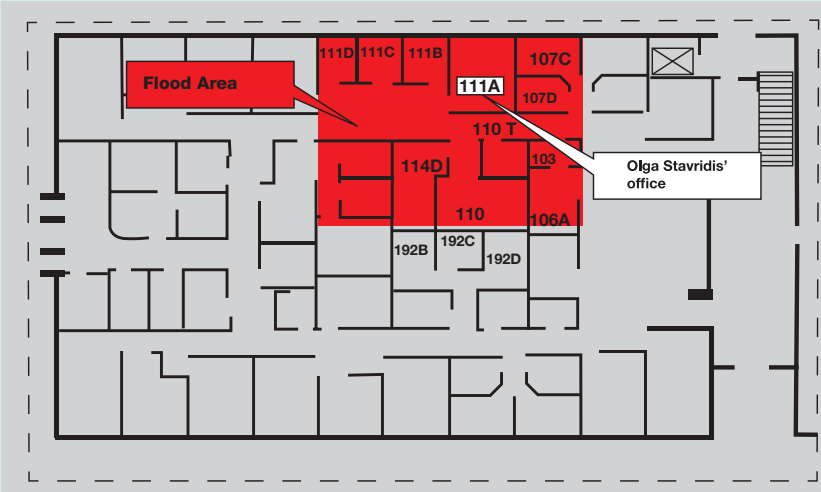 111D
111C
111B
107C
Flood Area
111A
107D
110 T
103
114D
Olga Stavridis'
office
110
106A
192B
192C
192D